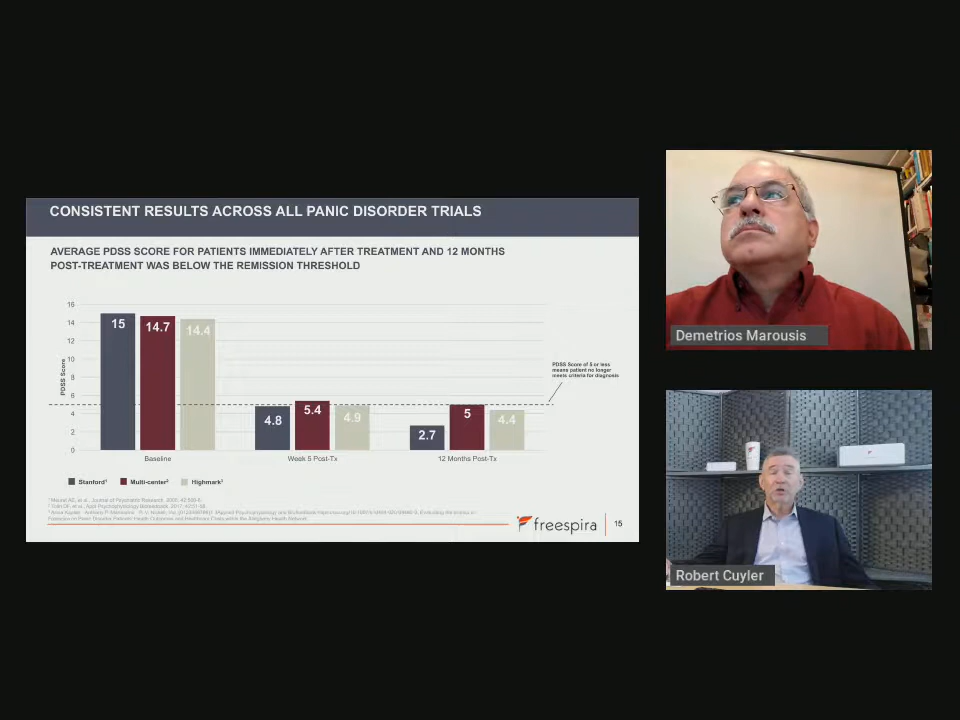 CONSISTENT RESULTS ACROSS ALL PANIC DISORDER TRIALS
AVERAGE PDSS SCORE FOR PATIENTS IMMEDIATELY AFTER TREATMENT AND 12 MONTHS
POST-TREATMENT WAS BELOW THE REMISSION THRESHOLD
PDSS Score
16
14
12
10
8
6
4
2
0
15
14.7
14.4
4.8
5.4
4.9
2.7
5
4.4
PDSS Score of 5 or less
means patient no longer
meets criteria for diagnosis
Baseline
Week 5 Post-Tx
12 Months Post-Tx
Stanford¹
Multi-center²
Highmark³
freespira
15
Demetrios Marousis
Robert Cuyler